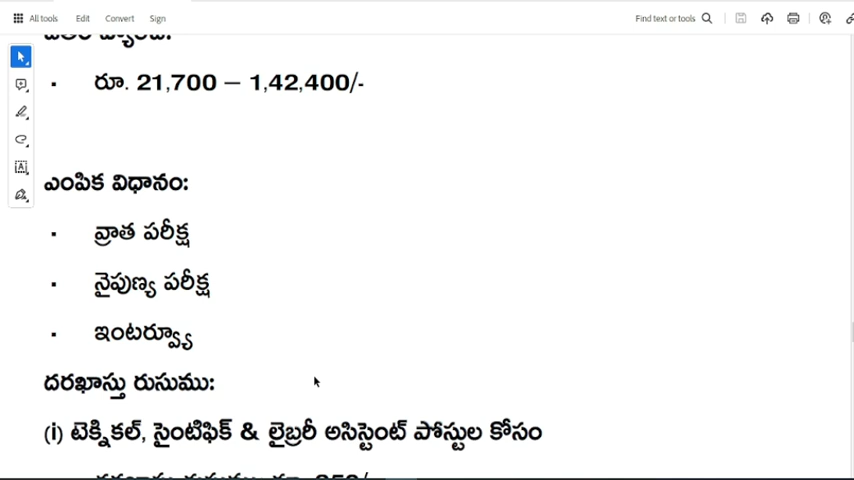 All tools Edit Convert Sign Find text or tools
రూ. 21,700 – 1,42,400/-
ఎంపిక విధానం:
వ్రాత పరీక్ష
నైపుణ్య పరీక్ష
ఇంటర్వ్యూ
దరఖాస్తు రుసుము:
(i) టెక్నికల్, సైంటిఫిక్ & లైబ్రరీ అసిస్టెంట్ పోస్టుల కోసం